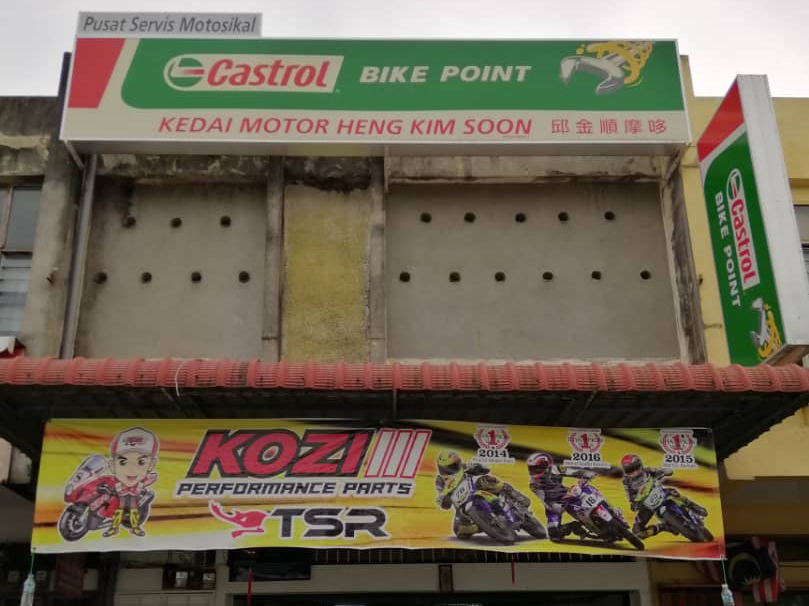 Pusat Servis Motosikal
Castrol BIKE POINT
KEDAI MOTOR HENG KIM SOON 邱金順摩哆
Castrol
BIKE POINT
KOZI
PERFORMANCE PARTS
TSR
1 2014
1 2016
1 2015